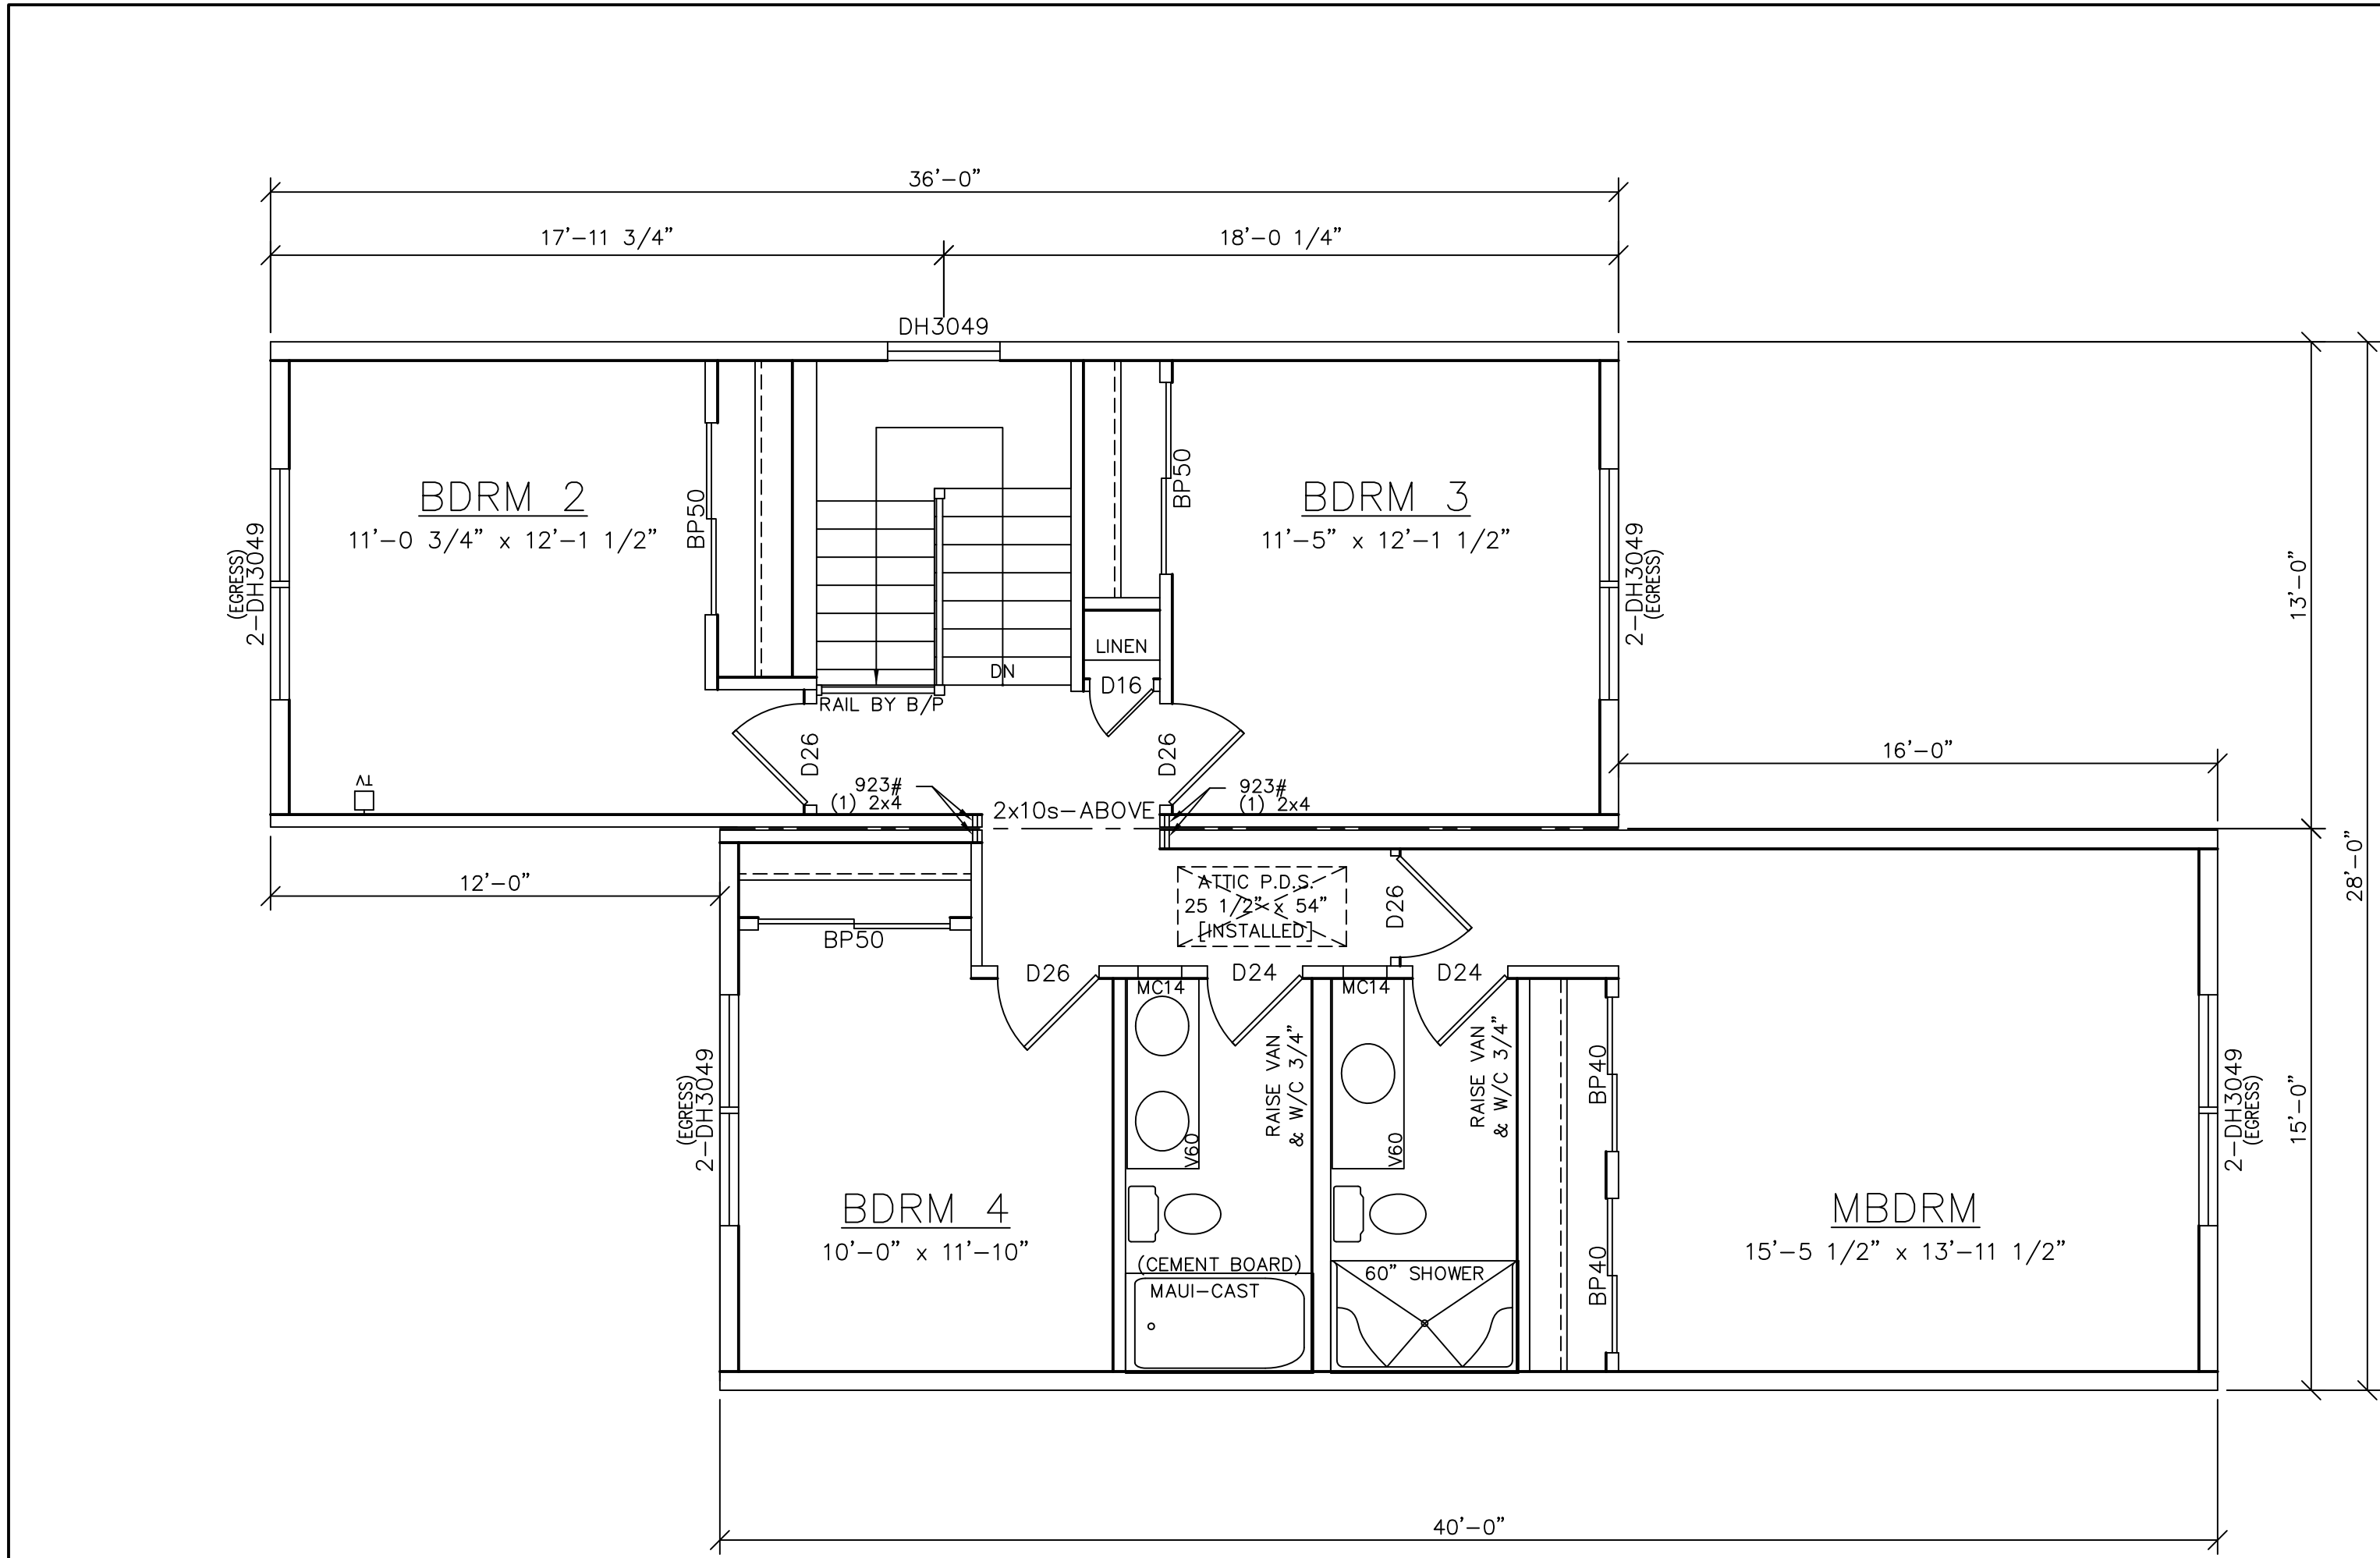 36'-0"
17'-11 3/4"
18'-0 1/4"
DH3049
BDRM 2
11'-0 3/4" x 12'-1 1/2"
BP50
BP50
BDRM 3
11'-5" x 12'-1 1/2"
(EGRESS)
2-DH3049
2-DH3049
(EGRESS)
13'-0"
28'-0"
LINEN
DN
D16
RAIL BY B/P
D26
D26
16'-0"
TV
923#
(1) 2x4
2x10s-ABOVE
923#
(1) 2x4
12'-0"
ATTIC P.D.S.
25 1/2" x 54"
[INSTALLED]
D26
BP50
D26
D24
D24
MC14
MC14
(EGRESS)
2-DH3049
RAISE VAN
& W/C 3/4"
RAISE VAN
& W/C 3/4"
BP40
2-DH3049
(EGRESS)
15'-0"
V60
V60
BDRM 4
10'-0" x 11'-10"
MBDRM
15'-5 1/2" x 13'-11 1/2"
(CEMENT BOARD)
MAUI-CAST
60" SHOWER
BP40
40'-0"